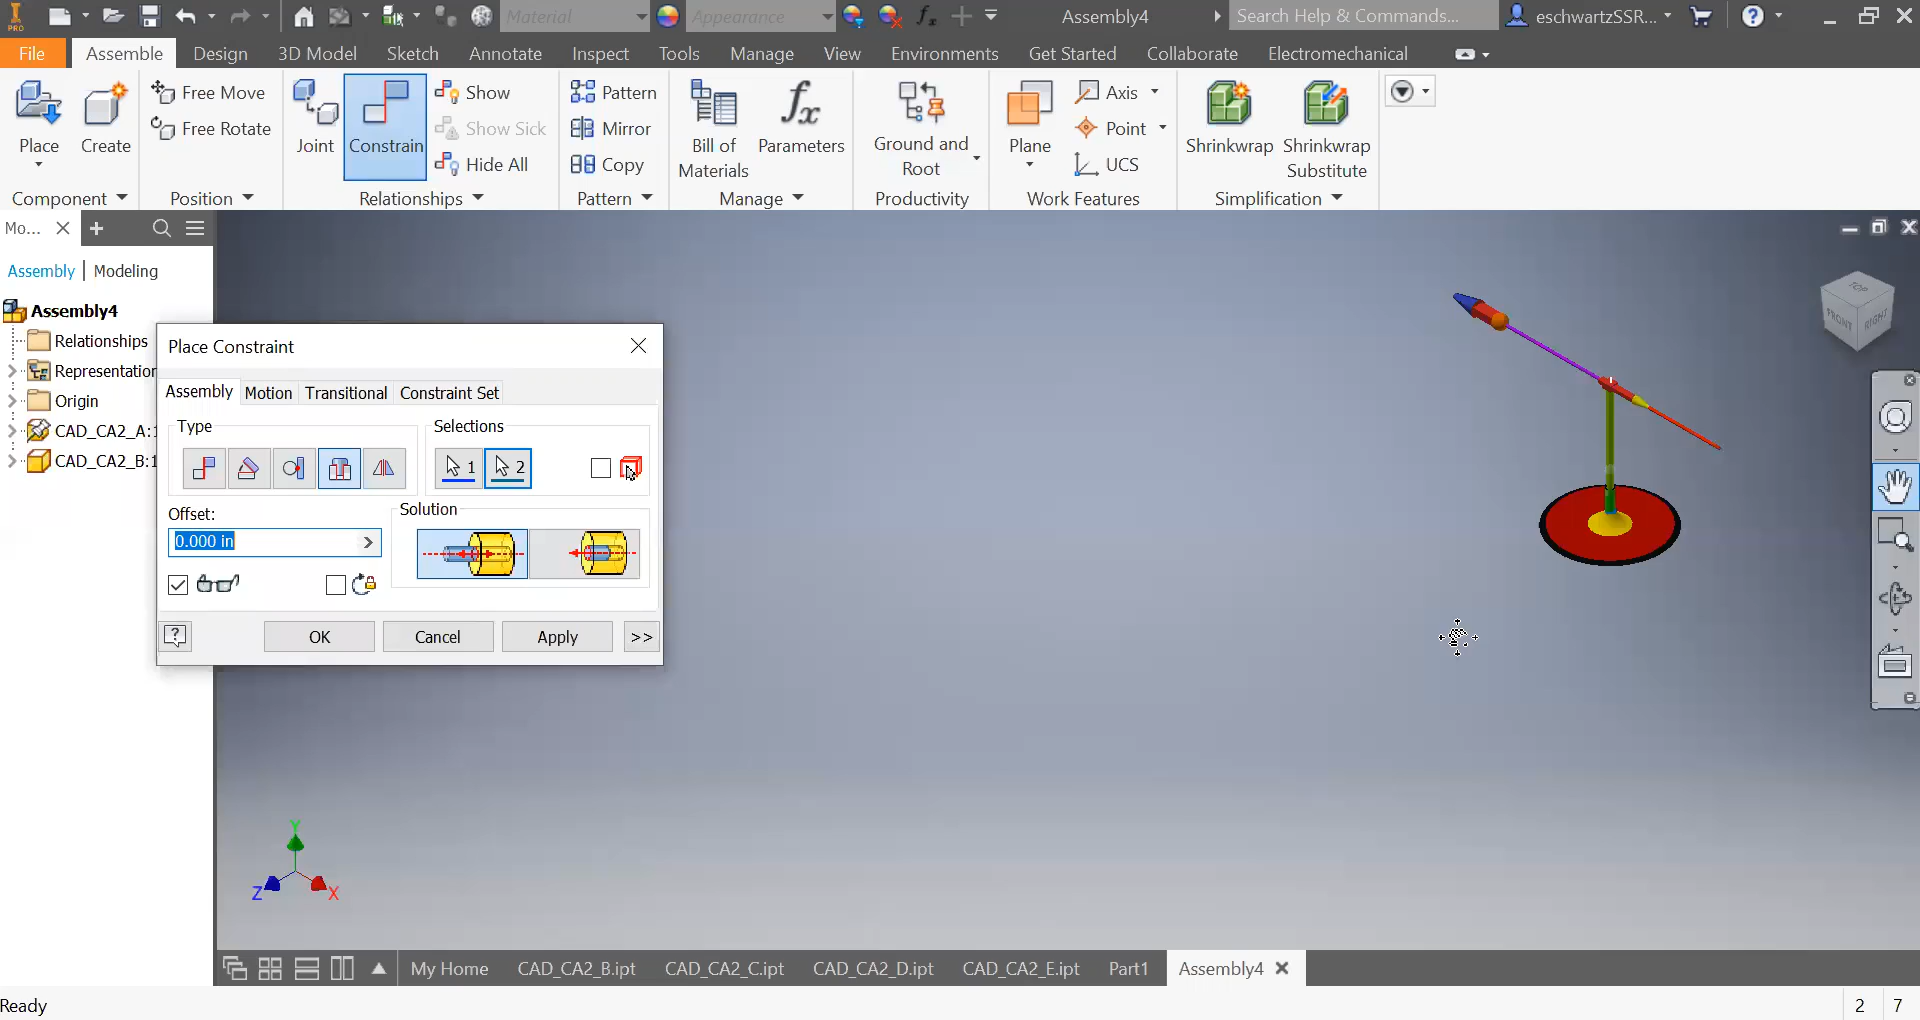 PRO
Material
Appearance
Assembly4
Search Help & Commands...
eschwartzSSR...
File
Assemble
Design
3D Model
Sketch
Annotate
Inspect
Tools
Manage
View
Environments
Get Started
Collaborate
Electromechanical
Place
Create
Free Move
Free Rotate
Joint
Constrain
Show
Show Sick
Hide All
Pattern
Mirror
Copy
Bill of
Materials
fx
Parameters
Ground and
Root
Plane
Axis
Point
UCS
Shrinkwrap
Shrinkwrap
Substitute
Component
Position
Relationships
Pattern
Manage
Productivity
Work Features
Simplification
Mo...
Assembly | Modeling
Assembly4
Relationships
Representation
Origin
CAD_CA2_A:1
CAD_CA2_B:1
Place Constraint
Assembly
Motion
Transitional
Constraint Set
Type
Selections
1
2
Offset:
0.000 in
Solution
OK
Cancel
Apply
>>
TOP
FRONT
RIGHT
Y
Z
X
My Home
CAD_CA2_B.ipt
CAD_CA2_C.ipt
CAD_CA2_D.ipt
CAD_CA2_E.ipt
Part1
Assembly4
Ready
2
7